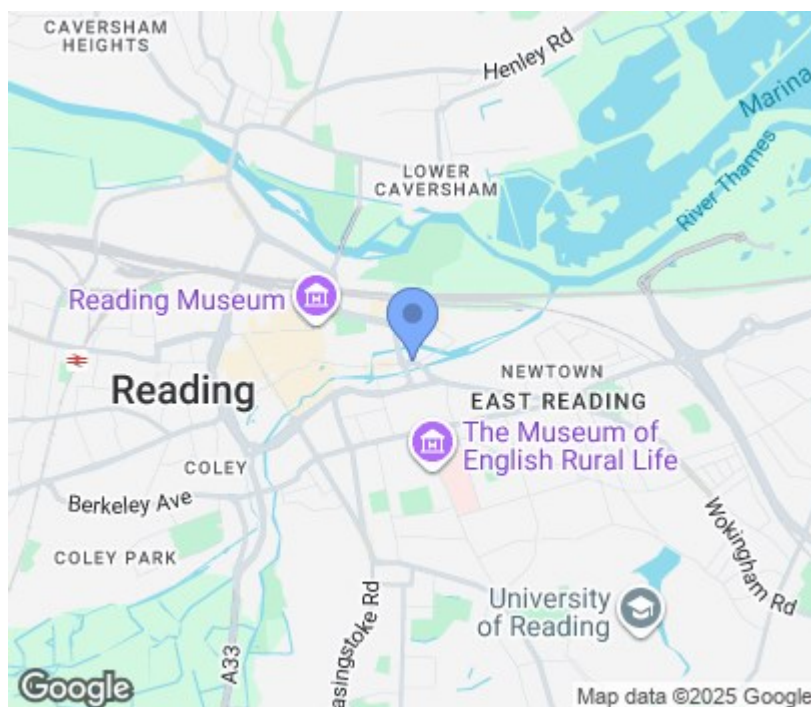 CAVERSHAM
HEIGHTS
Henley Rd
Marina
LOWER
CAVERSHAM
River Thames
Reading Museum
Reading
NEWTOWN
EAST READING
The Museum of
English Rural Life
COLEY
Berkeley Ave
Wokingham Rd
COLEY PARK
University
of Reading
asingstoke Rd
A33
Google
Map data ©2025 Google